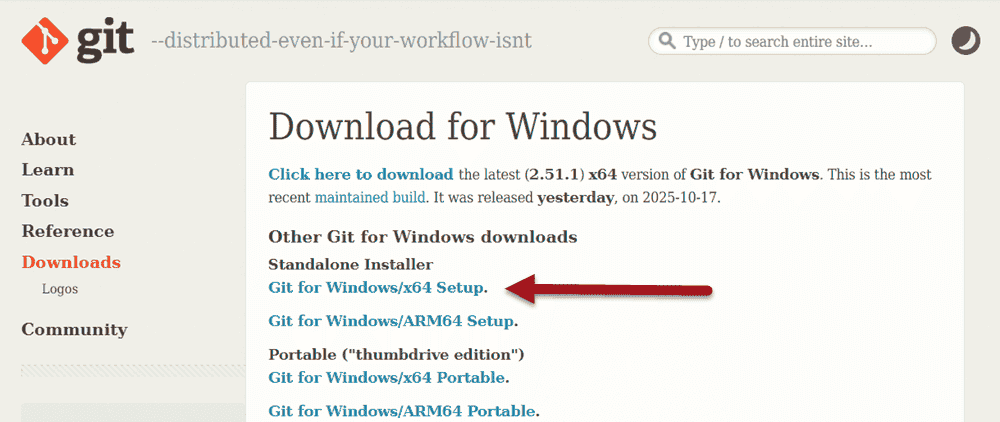 git --distributed-even-if-your-workflow-isnt
Type / to search entire site...
About
Learn
Tools
Reference
Downloads
Logos
Community
Download for Windows
Click here to download the latest (2.51.1) x64 version of Git for Windows. This is the most
recent maintained build. It was released yesterday, on 2025-10-17.
Other Git for Windows downloads
Standalone Installer
Git for Windows/x64 Setup.
Git for Windows/ARM64 Setup.
Portable ("thumbdrive edition")
Git for Windows/x64 Portable.
Git for Windows/ARM64 Portable.